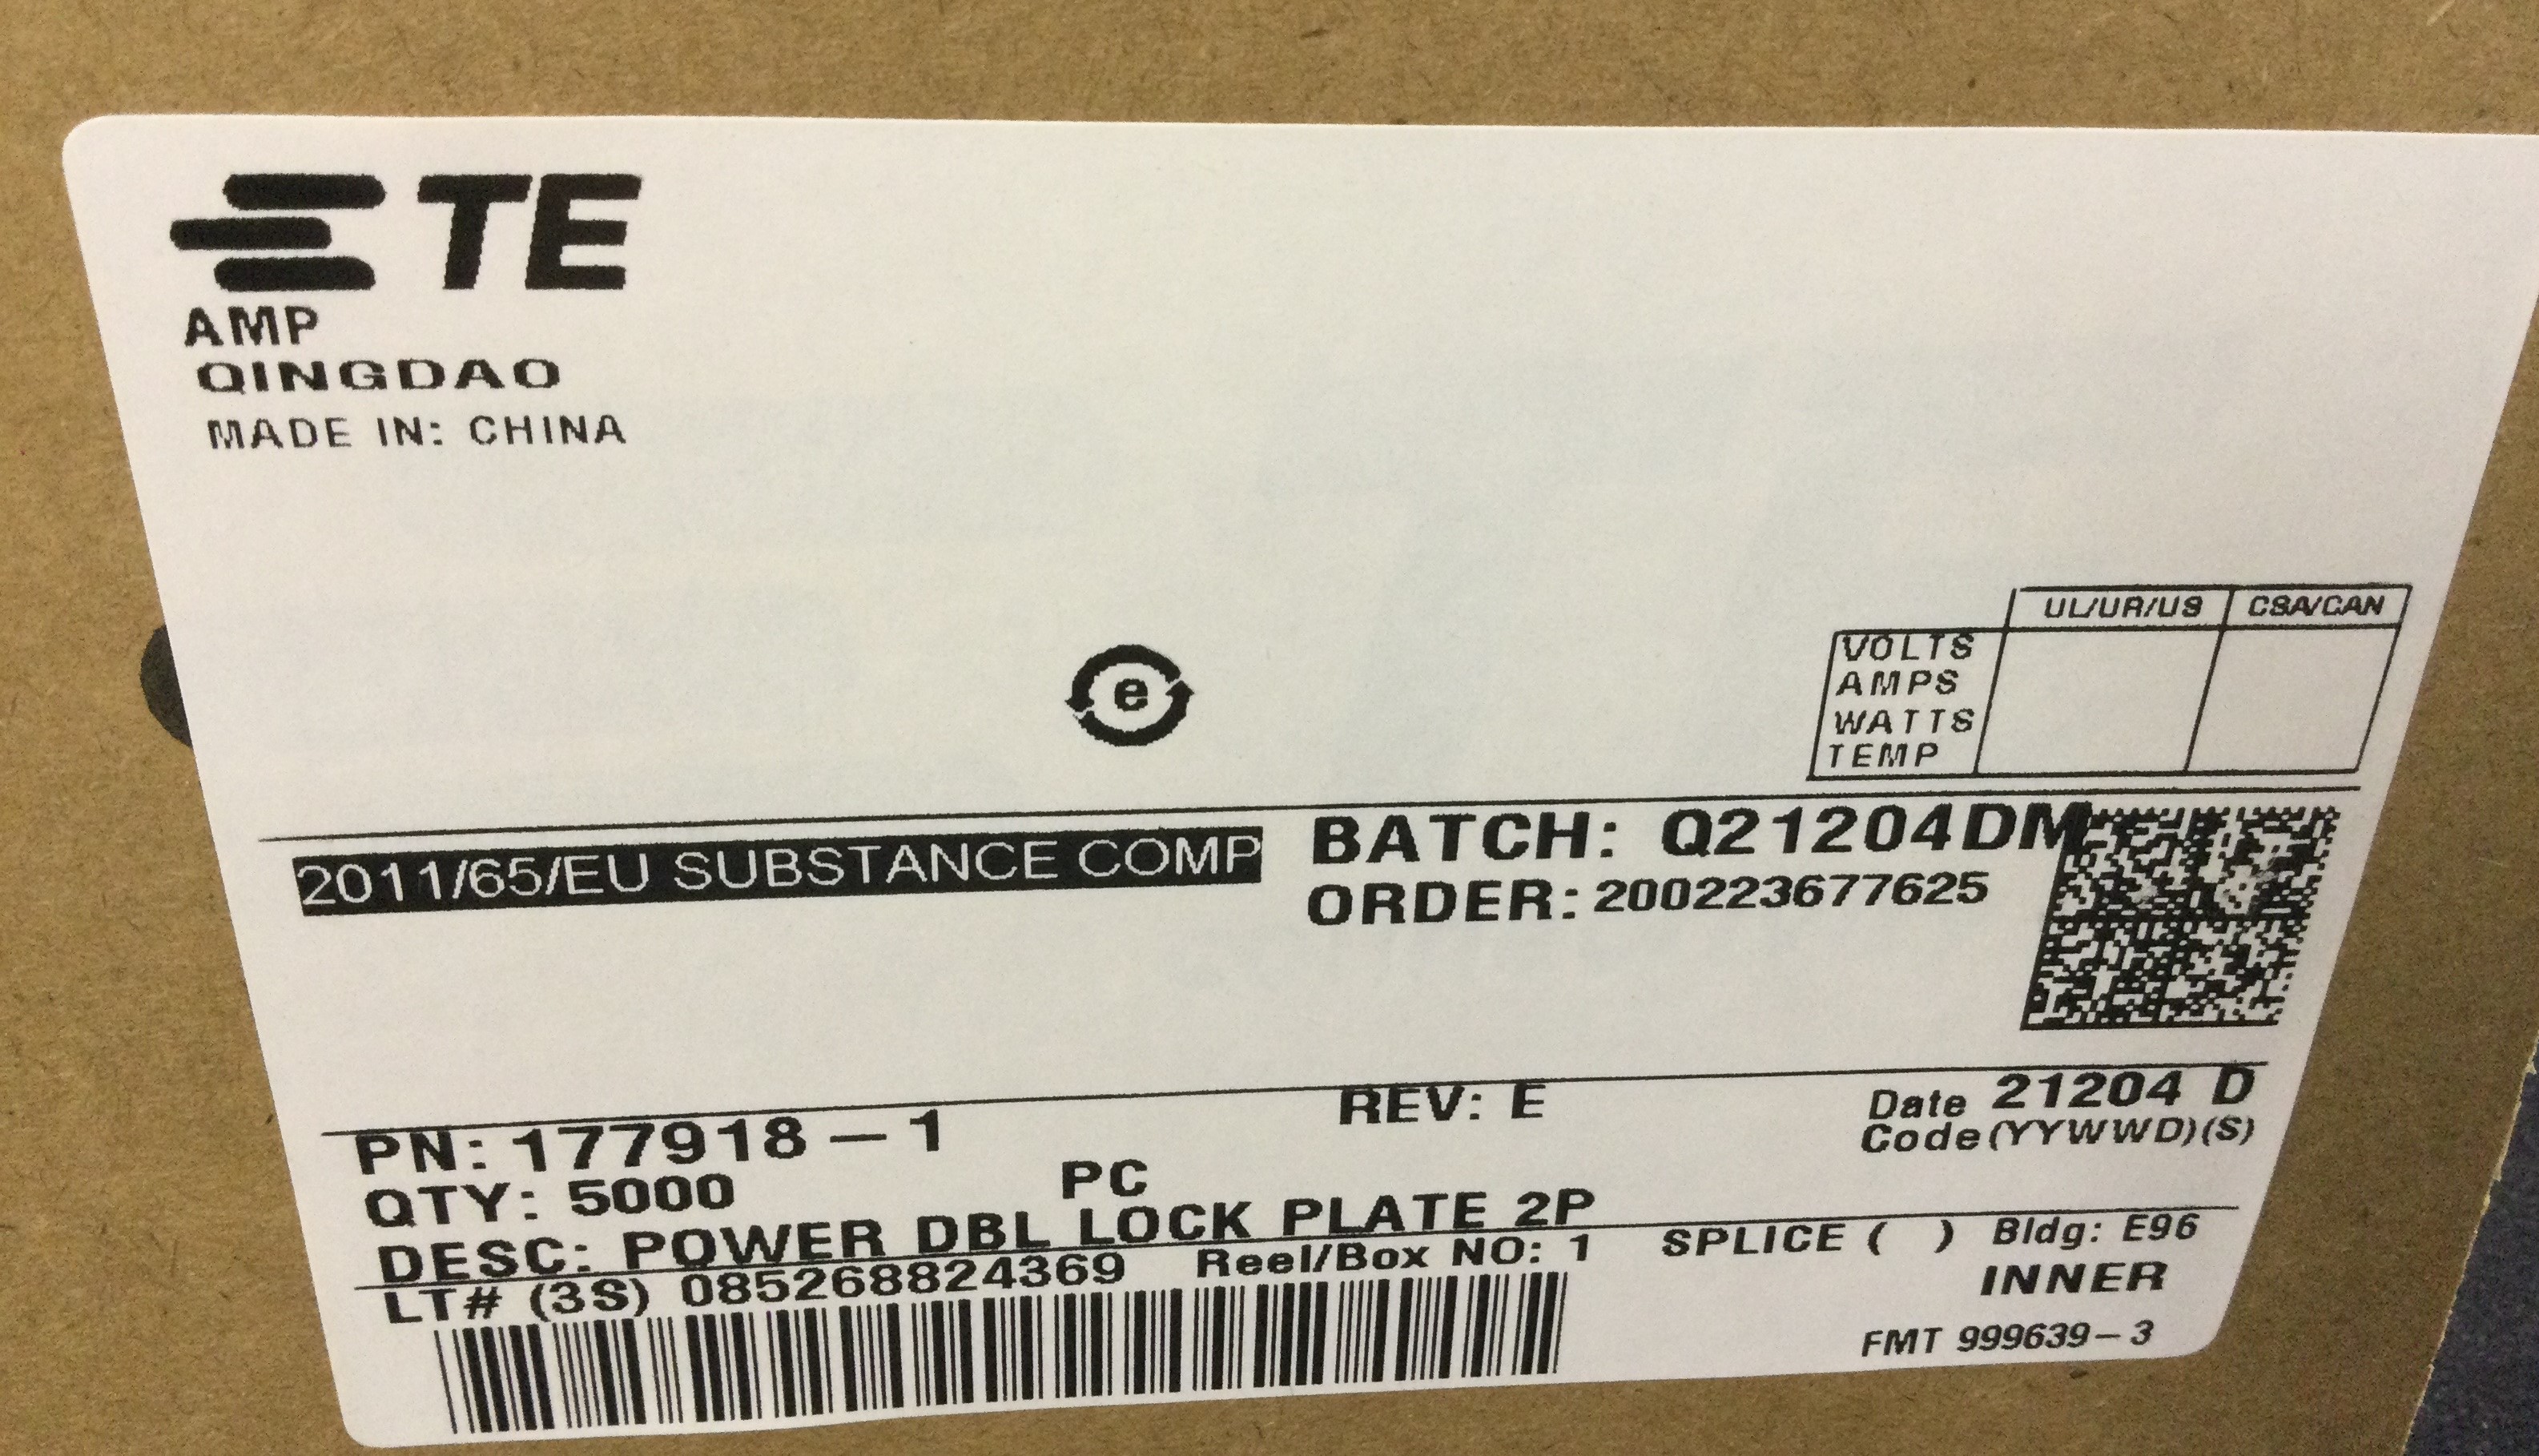 TE
AMP
QINGDAO
MADE IN: CHINA
UL/UR/US CSA/CAN
VOLTS
AMPS
WATTS
TEMP
e
2011/65/EU SUBSTANCE COMP
BATCH: Q21204DM
ORDER: 200223677625
PN: 177918-1
REV: E
Date 21204 D
Code (YYWWD)(S)
QTY: 5000 PC
DESC: POWER DBL LOCK PLATE 2P
LT# (3S) 085268824369 Reel/Box NO: 1 SPLICE ( ) Bldg: E96
INNER
FMT 999639-3